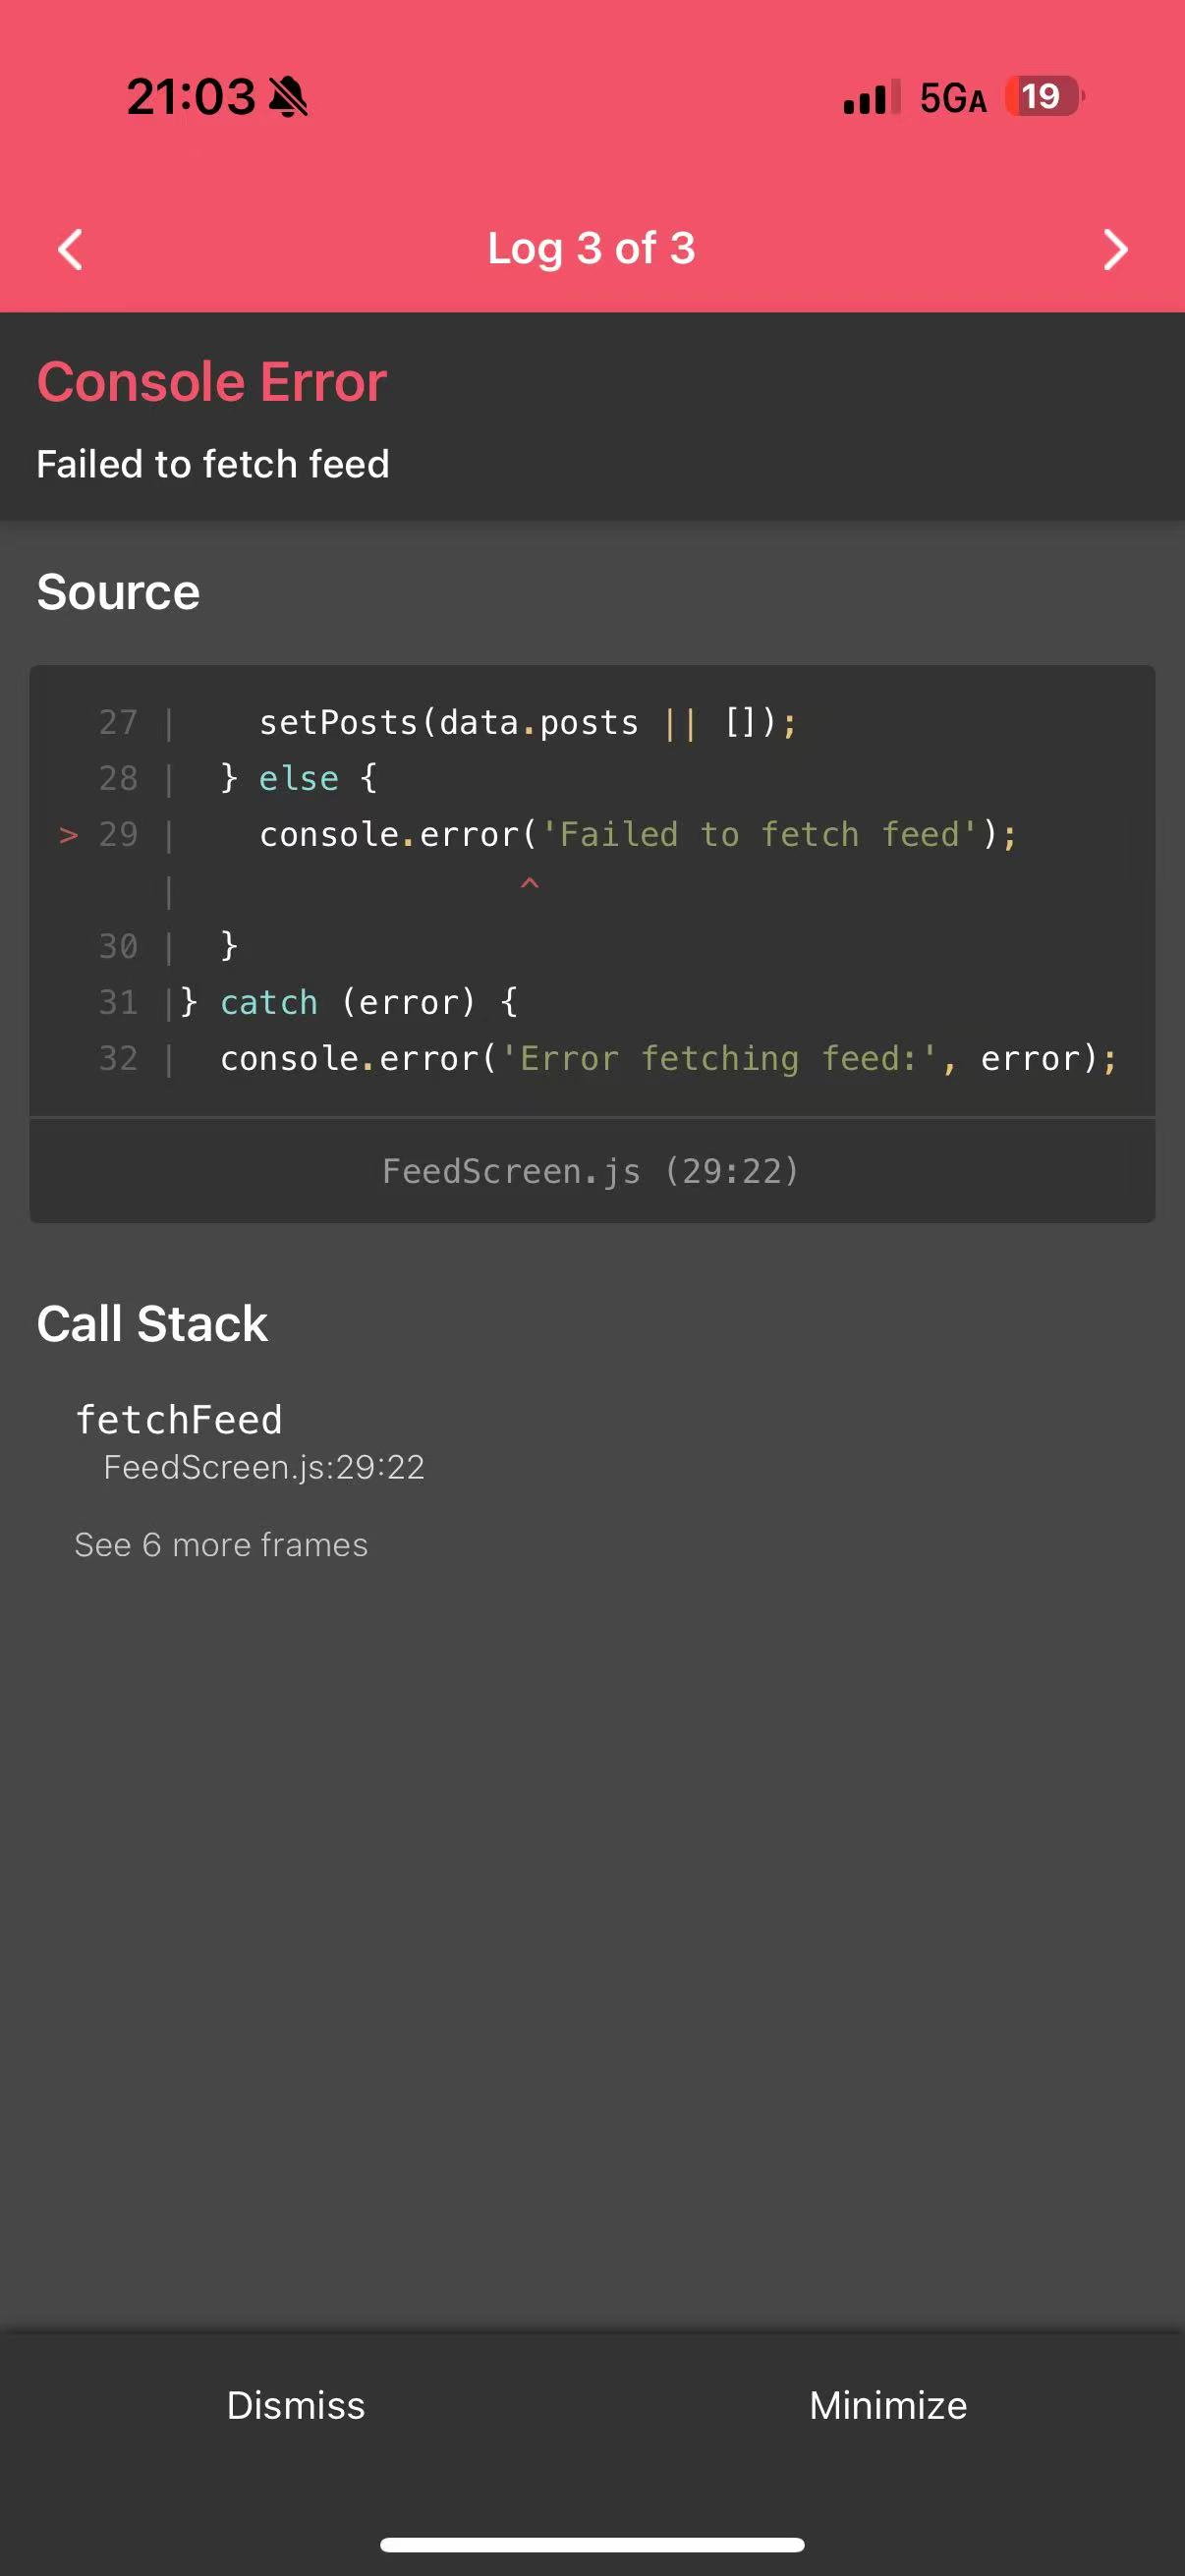 21:03
5GA
19
Log 3 of 3
Console Error
Failed to fetch feed
Source
27 |    setPosts(data.posts || []);
28 |  } else {
> 29 |    console.error('Failed to fetch feed');
|                 ^
30 |  }
31 |} catch (error) {
32 |  console.error('Error fetching feed:', error);
FeedScreen.js (29:22)
Call Stack
fetchFeed
FeedScreen.js:29:22
See 6 more frames
Dismiss
Minimize